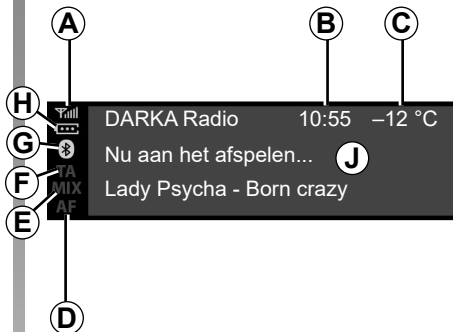 A B C
H
G
F
E
D
DARKA Radio 10:55 –12 °C
Nu aan het afspelen... J
Lady Psycha - Born crazy
TA
MIX
AF